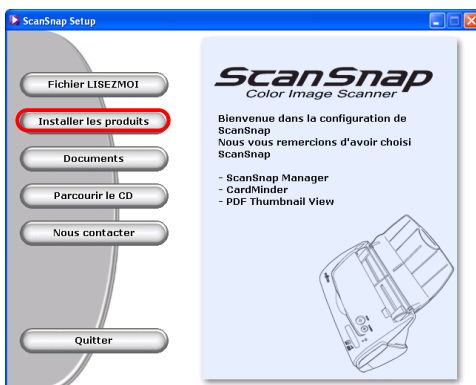 ScanSnap Setup
Fichier LISEZMOI
Installer les produits
Documents
Parcourir le CD
Nous contacter
Quitter
ScanSnap
Color Image Scanner
Bienvenue dans la configuration de
ScanSnap
Nous vous remercions d'avoir choisi
ScanSnap
- ScanSnap Manager
- CardMinder
- PDF Thumbnail View